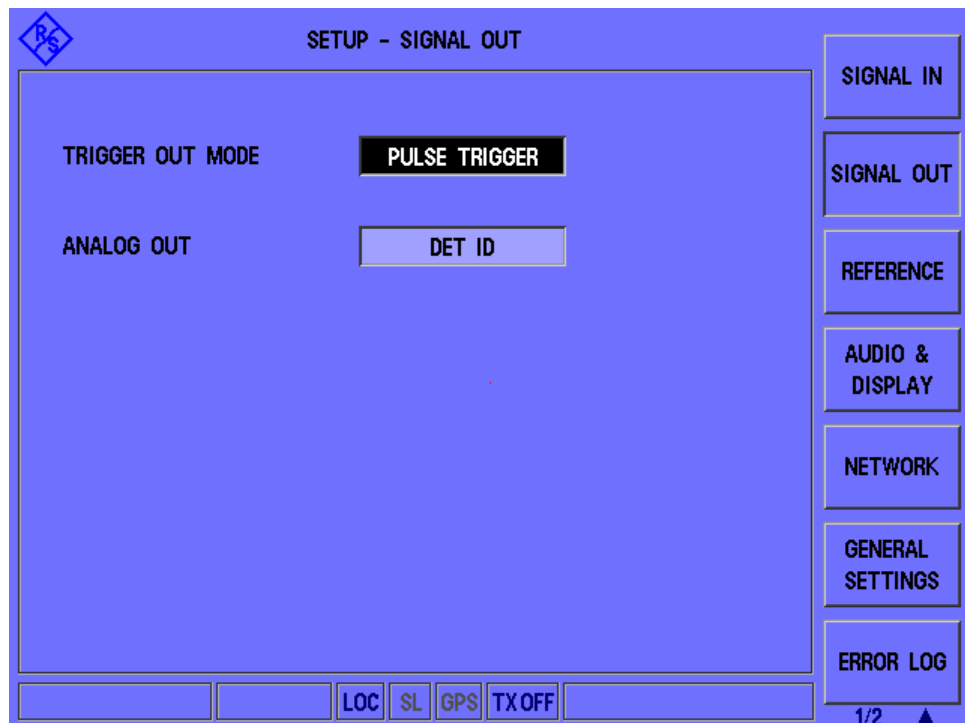 R&S
SETUP - SIGNAL OUT
TRIGGER OUT MODE PULSE TRIGGER
ANALOG OUT DET ID
SIGNAL IN
SIGNAL OUT
REFERENCE
AUDIO &
DISPLAY
NETWORK
GENERAL
SETTINGS
ERROR LOG
LOC SL GPS TX OFF
1/2 ▲